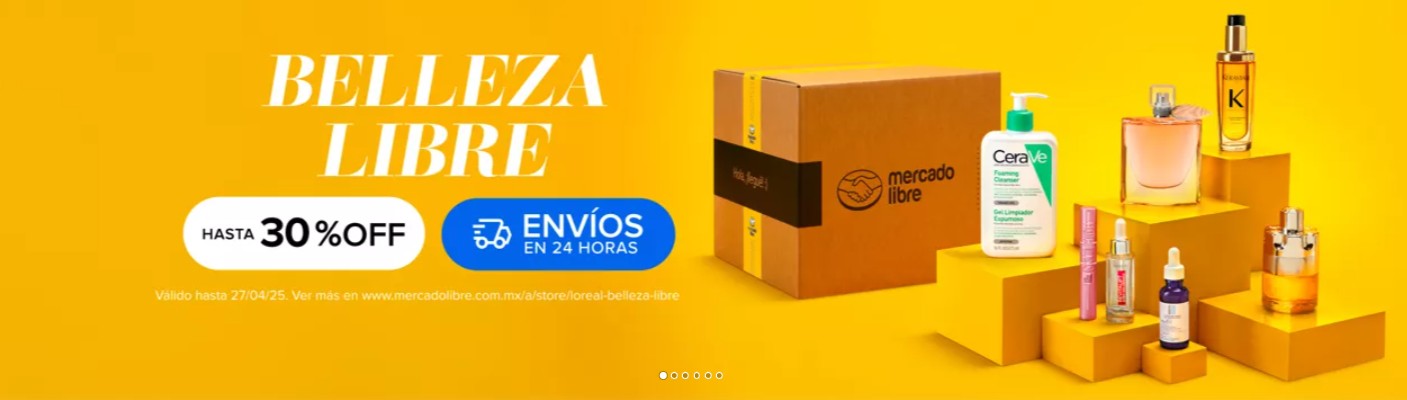 BELLEZA
LIBRE
HASTA 30%OFF
ENVÍOS
EN 24 HORAS
Válido hasta 27/04/25. Ver más en www.mercadolibre.com.mx/a/store/loreal-belleza-libre
mercado
libre
CeraVe
Foaming
Cleanser
Gel Limpiador
Espumoso
K